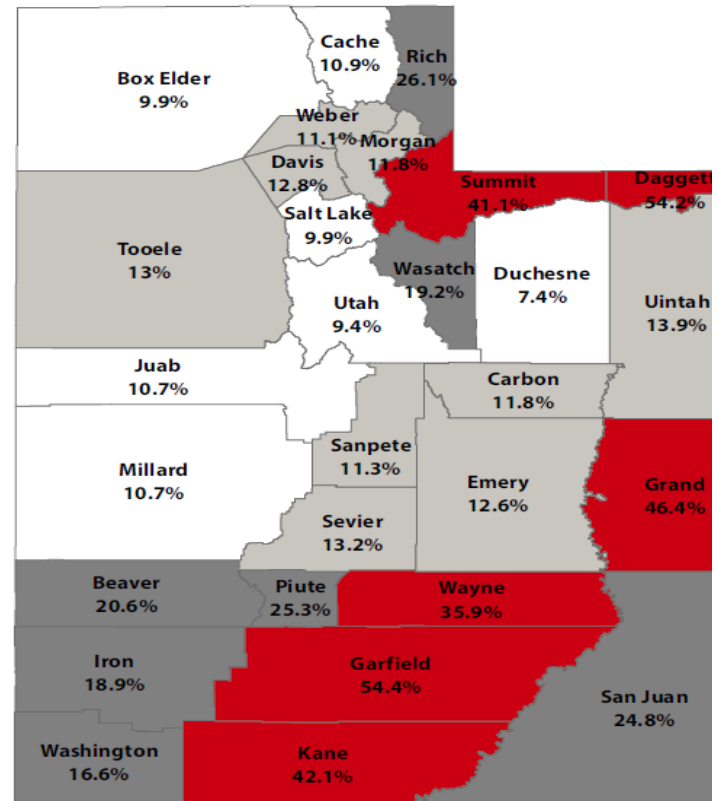 Cache
10.9%
Rich
26.1%
Box Elder
9.9%
Weber
11.1%
Morgan
11.8%
Davis
12.8%
Summit
41.1%
Daggett
54.2%
Salt Lake
9.9%
Tooele
13%
Wasatch
19.2%
Duchesne
7.4%
Uintah
13.9%
Utah
9.4%
Juab
10.7%
Carbon
11.8%
Sanpete
11.3%
Millard
10.7%
Emery
12.6%
Grand
46.4%
Sevier
13.2%
Beaver
20.6%
Piute
25.3%
Wayne
35.9%
Iron
18.9%
Garfield
54.4%
San Juan
24.8%
Washington
16.6%
Kane
42.1%